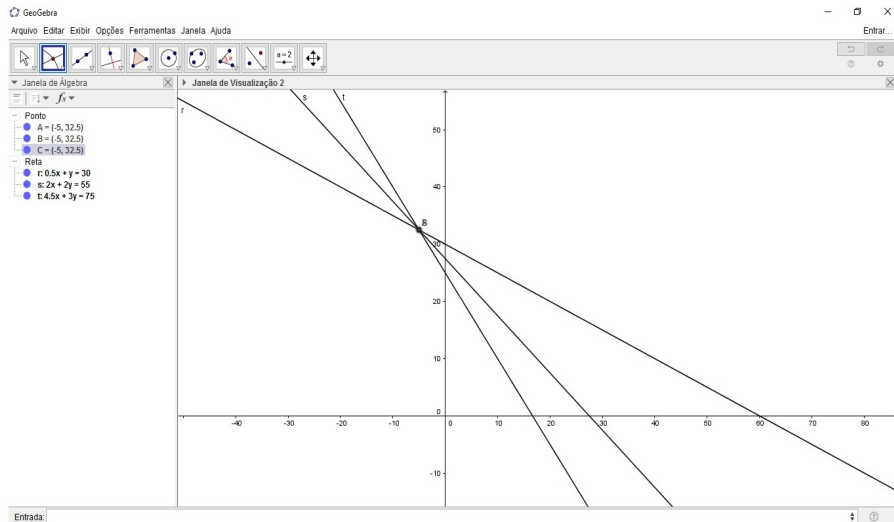 GeoGebra
Arquivo Editar Exibir Opções Ferramentas Janela Ajuda
Entrar...
a=2
Janela de Álgebra
Janela de Visualização 2
fx
Ponto
A = (-5, 32.5)
B = (-5, 32.5)
C = (-5, 32.5)
Reta
r: 0.5x + y = 30
s: 2x + 2y = 55
t: 4.5x + 3y = 75
r
s
t
50
40
30
20
10
0
-10
-40 -30 -20 -10 0 10 20 30 40 50 60 70 80
Entrada: